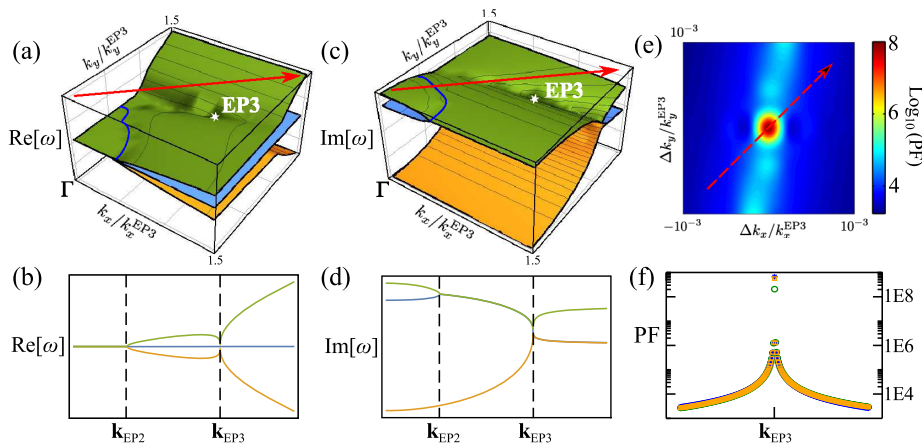 (a)
k_y/k_y^EP3
1.5
EP3
Re[ω]
Γ
k_x/k_x^EP3
1.5
(c)
k_y/k_y^EP3
1.5
EP3
Im[ω]
Γ
k_x/k_x^EP3
1.5
(e)
10^-3
Δk_y/k_y^EP3
-10^-3
Δk_x/k_x^EP3
10^-3
8
6
4
Log_10 (PF)
(b)
Re[ω]
k_EP2
k_EP3
(d)
Im[ω]
k_EP2
k_EP3
(f)
PF
1E8
1E6
1E4
k_EP3